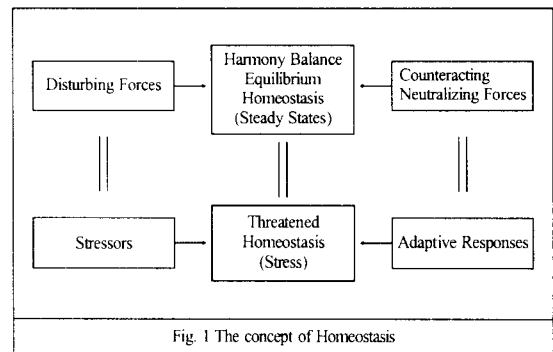 Disturbing Forces
Harmony Balance
Equilibrium
Homeostasis
(Steady States)
Counteracting
Neutralizing Forces
Stressors
Threatened
Homeostasis
(Stress)
Adaptive Responses
Fig. 1 The concept of Homeostasis